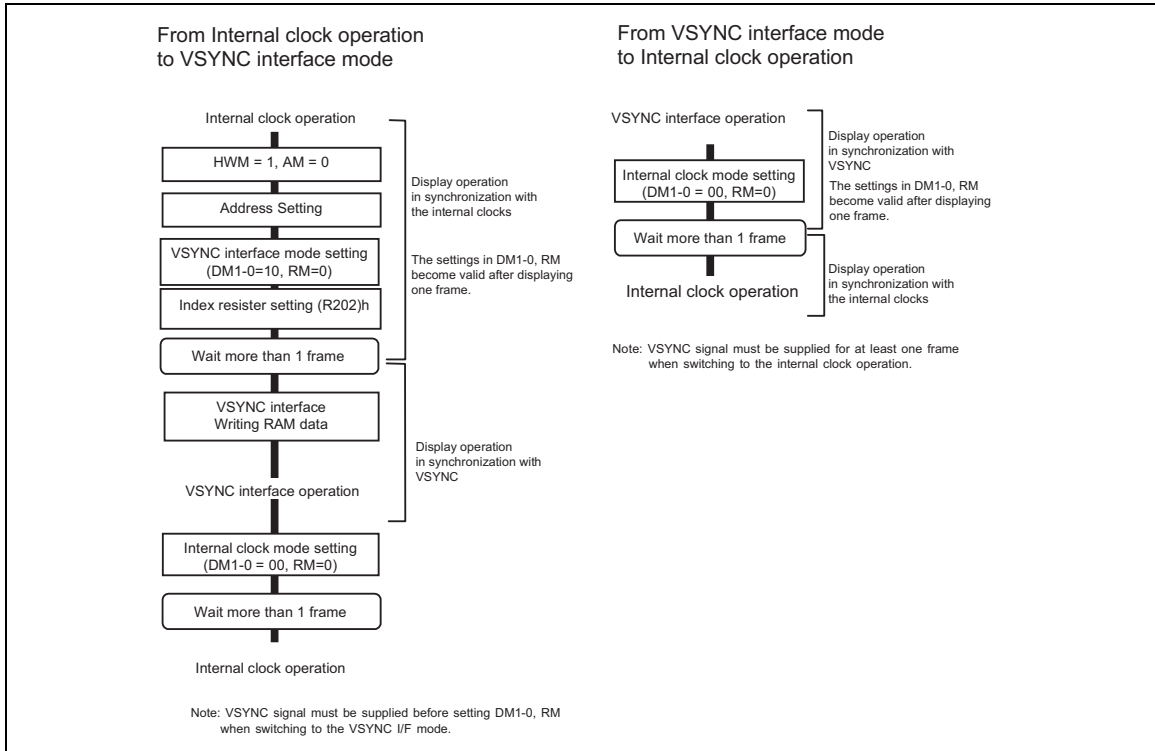 From Internal clock operation
to VSYNC interface mode
Internal clock operation
HWM = 1, AM = 0
Address Setting
VSYNC interface mode setting
(DM1-0=10, RM=0)
Index resister setting (R202)h
Wait more than 1 frame
VSYNC interface
Writing RAM data
VSYNC interface operation
Internal clock mode setting
(DM1-0 = 00, RM=0)
Wait more than 1 frame
Internal clock operation
Display operation
in synchronization with
the internal clocks
The settings in DM1-0, RM
become valid after displaying
one frame.
Display operation
in synchronization with
VSYNC
Note: VSYNC signal must be supplied before setting DM1-0, RM
when switching to the VSYNC I/F mode.
From VSYNC interface mode
to Internal clock operation
VSYNC interface operation
Internal clock mode setting
(DM1-0 = 00, RM=0)
Wait more than 1 frame
Internal clock operation
Display operation
in synchronization with
VSYNC
The settings in DM1-0, RM
become valid after displaying
one frame.
Display operation
in synchronization with
the internal clocks
Note: VSYNC signal must be supplied for at least one frame
when switching to the internal clock operation.